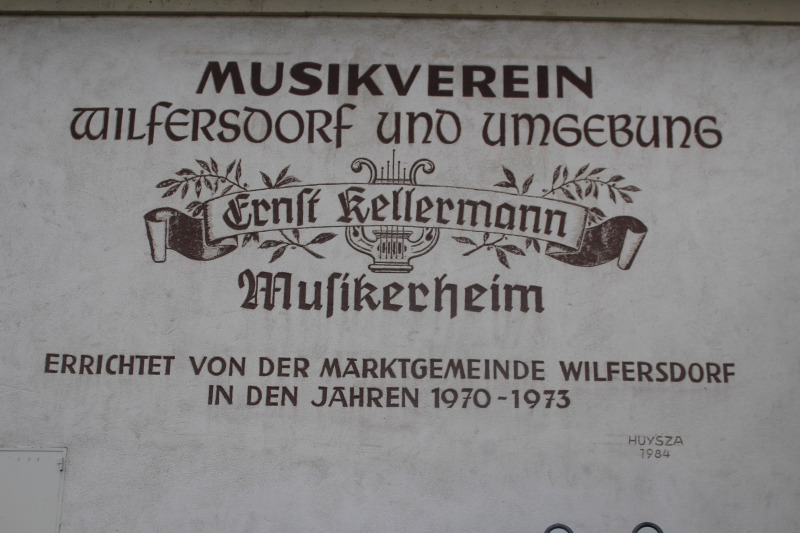 MUSIKVEREIN
WILFERSDORF UND UMGEBUNG
Ernſt Kellermann
Muſikerheim
ERRICHTET VON DER MARKTGEMEINDE WILFERSDORF
IN DEN JAHREN 1970-1973
HUYSZA
1984